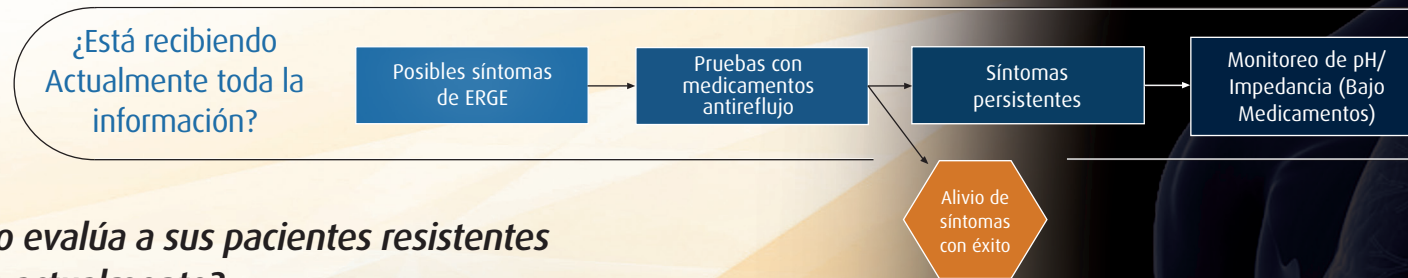 ¿Está recibiendo
Actualmente toda la
información?
Posibles síntomas
de ERGE
Pruebas con
medicamentos
antireflujo
Síntomas
persistentes
Monitoreo de pH/
Impedancia (Bajo
Medicamentos)
Alivio de
síntomas
con éxito
evalúa a sus pacientes resistentes
actualmente?